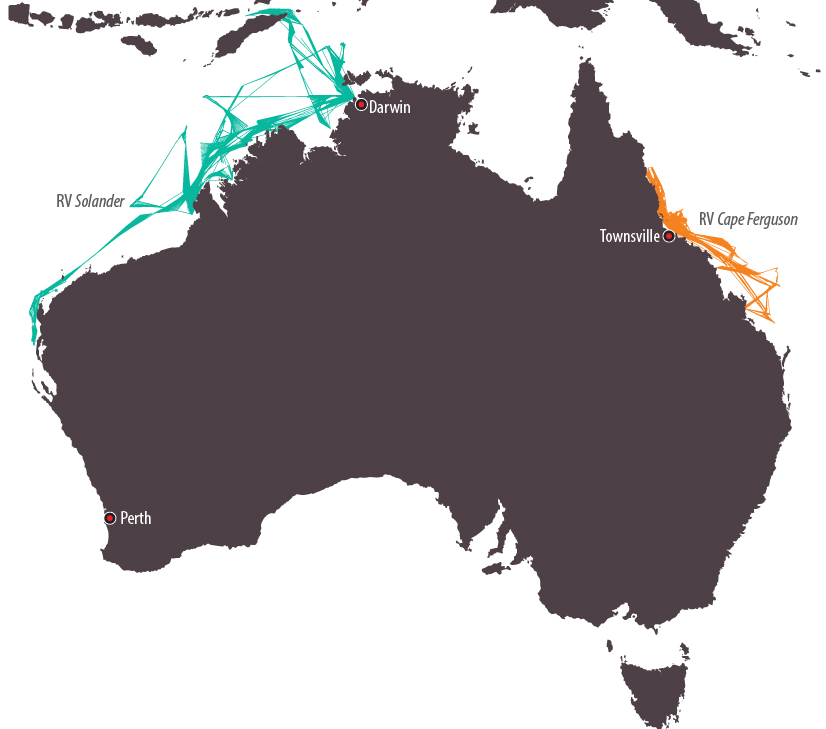 Darwin
RV Solander
RV Cape Ferguson
Townsville
Perth